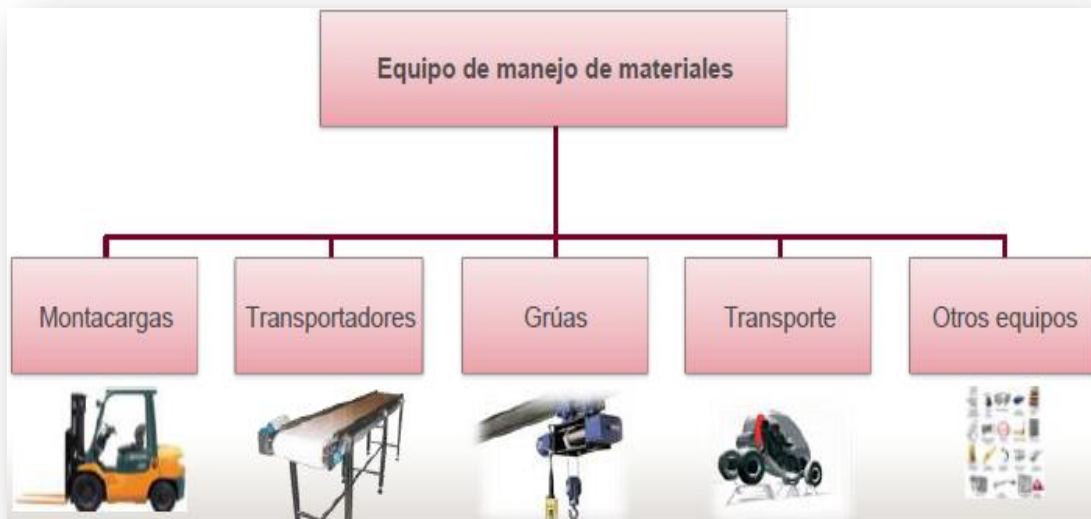 Equipo de manejo de materiales
Montacargas
Transportadores
Grúas
Transporte
Otros equipos